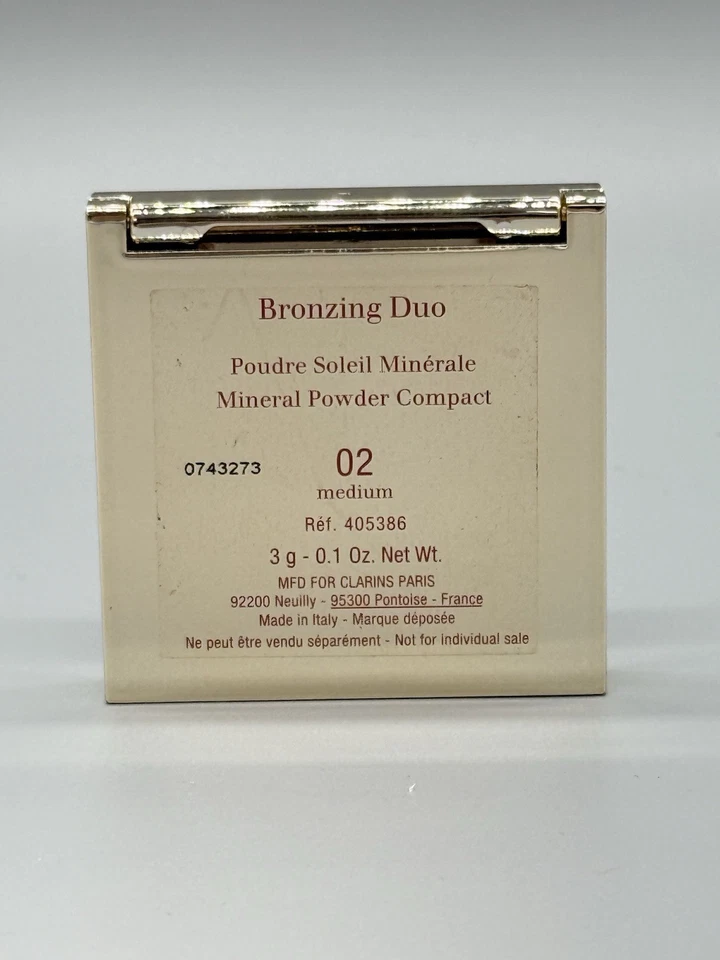 Bronzing Duo
Poudre Soleil Minérale
Mineral Powder Compact
0743273
02
medium
Réf. 405386
3 g - 0.1 Oz. Net Wt.
MFD FOR CLARINS PARIS
92200 Neuilly - 95300 Pontoise - France
Made in Italy - Marque déposée
Ne peut être vendu séparément - Not for individual sale